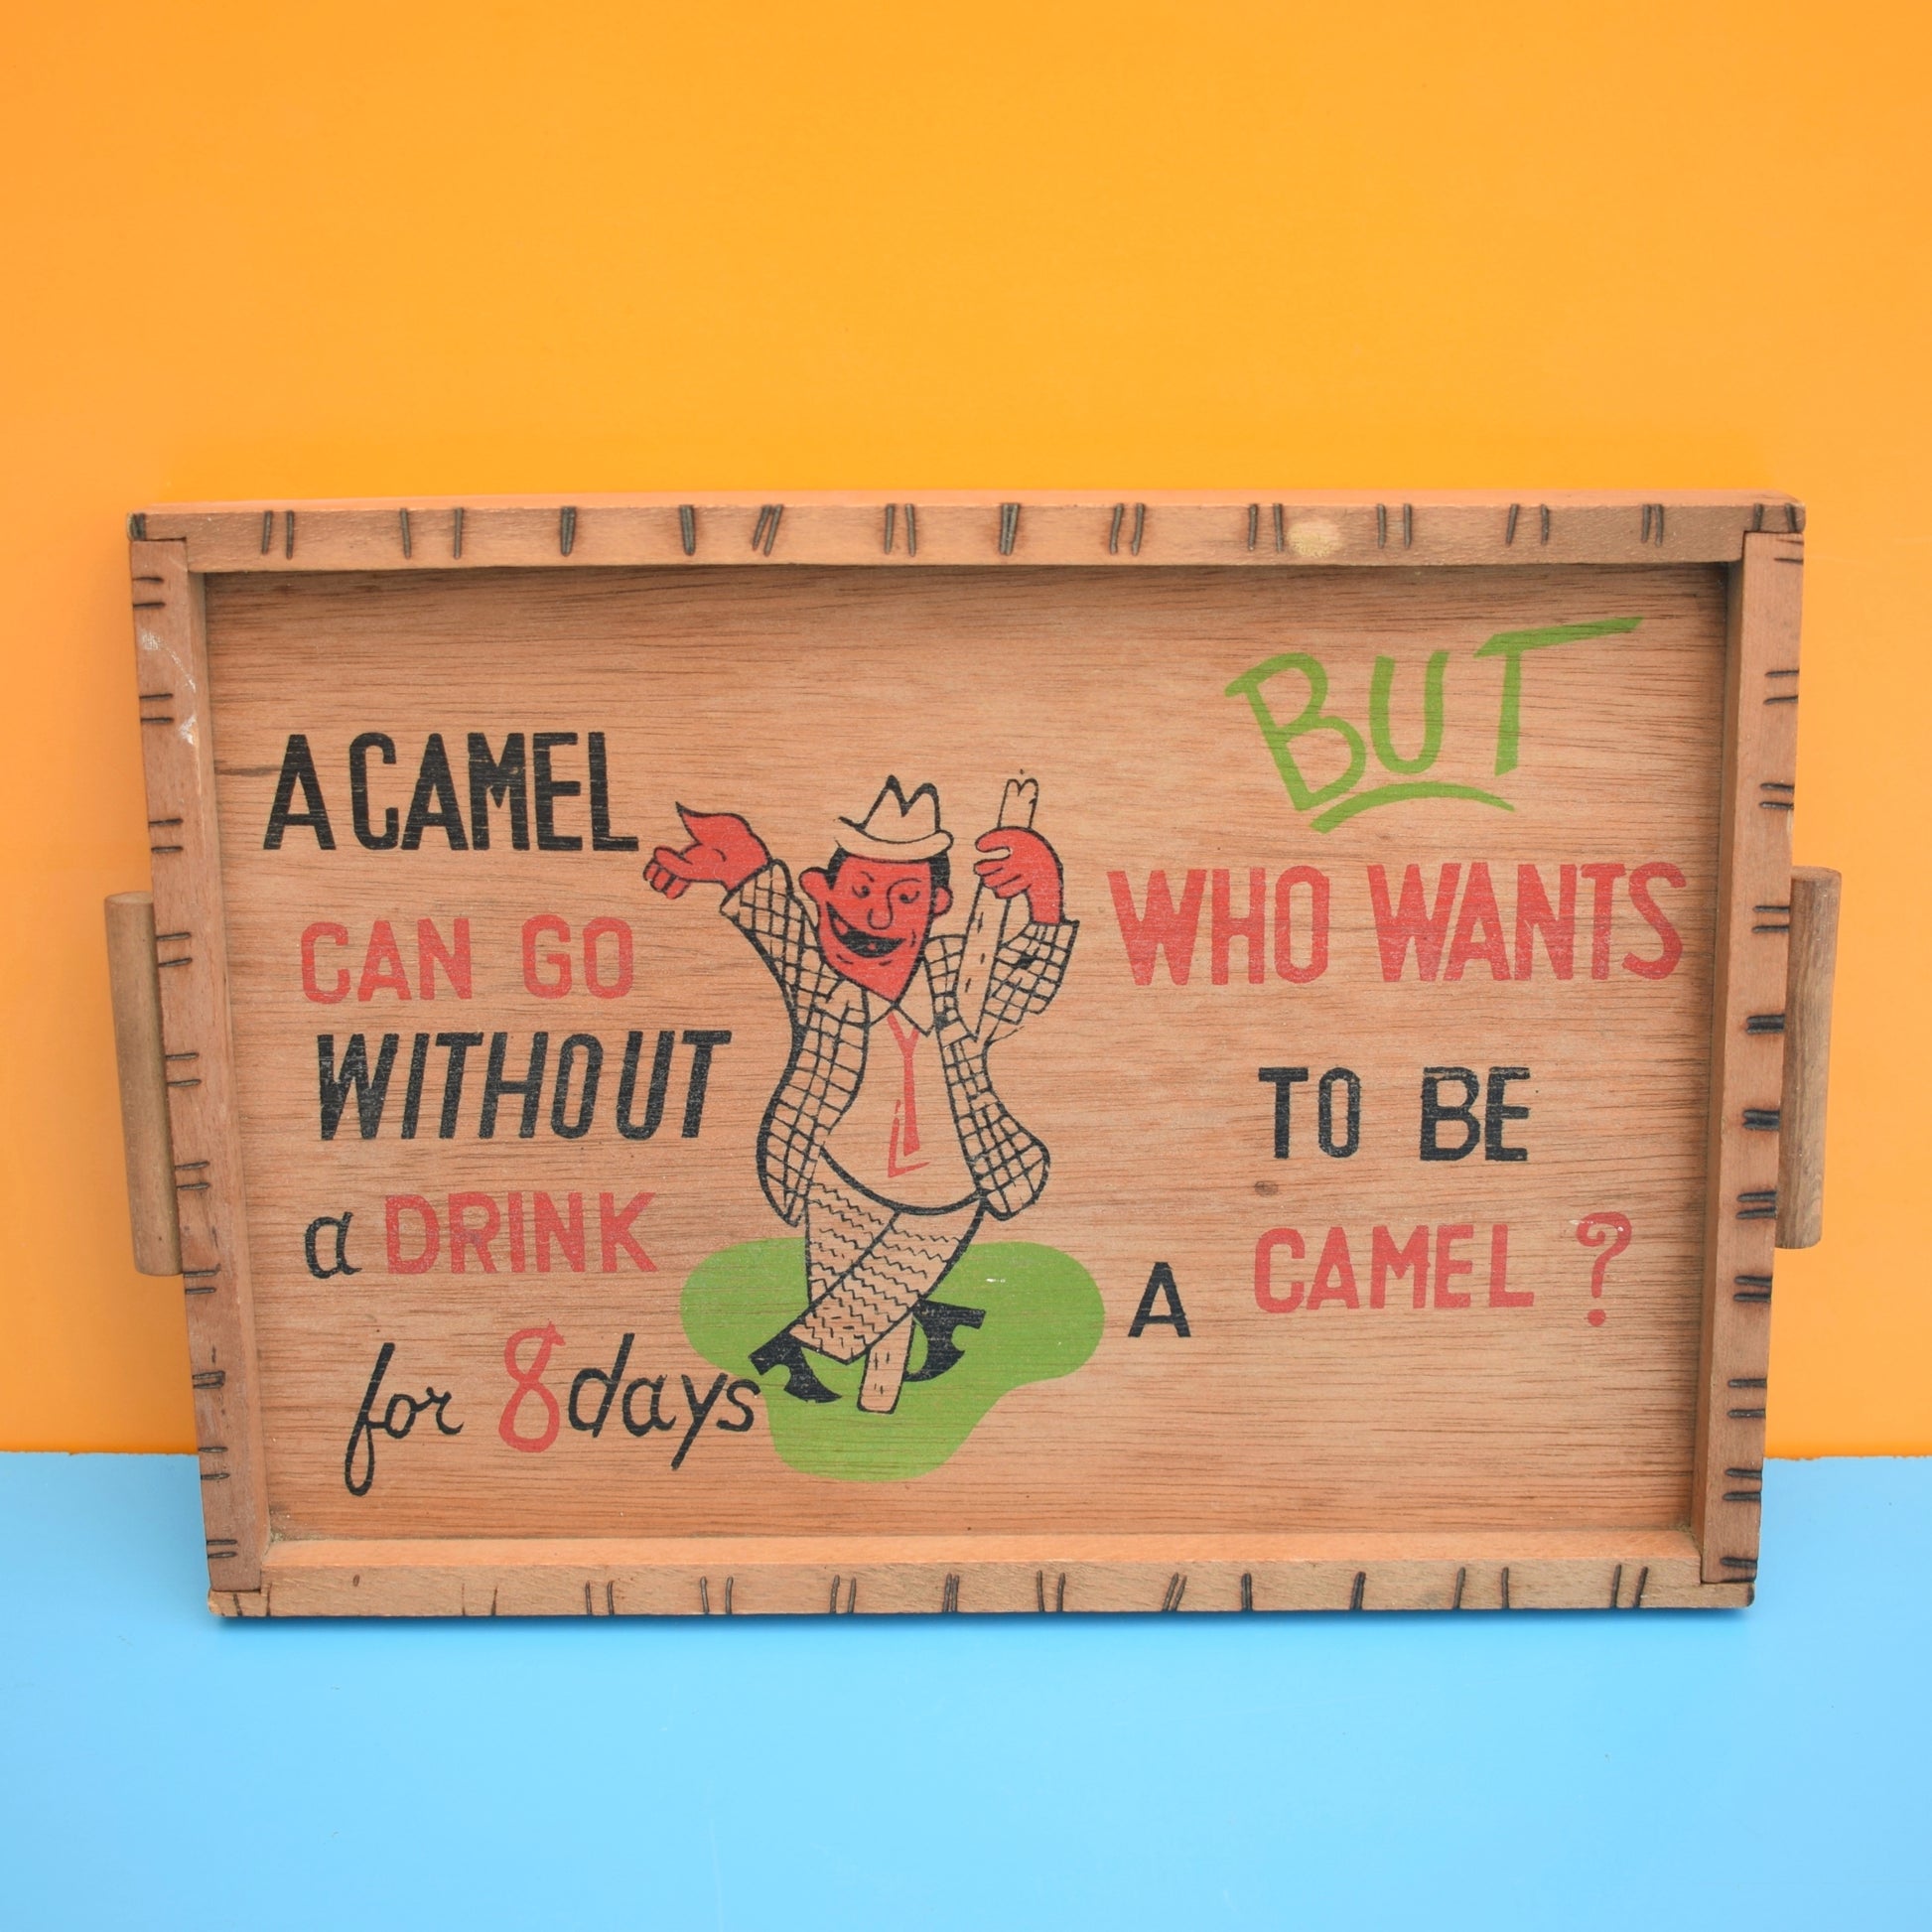 A CAMEL
CAN GO
WITHOUT
a DRINK
for 8 days
BUT
WHO WANTS
TO BE
A CAMEL ?